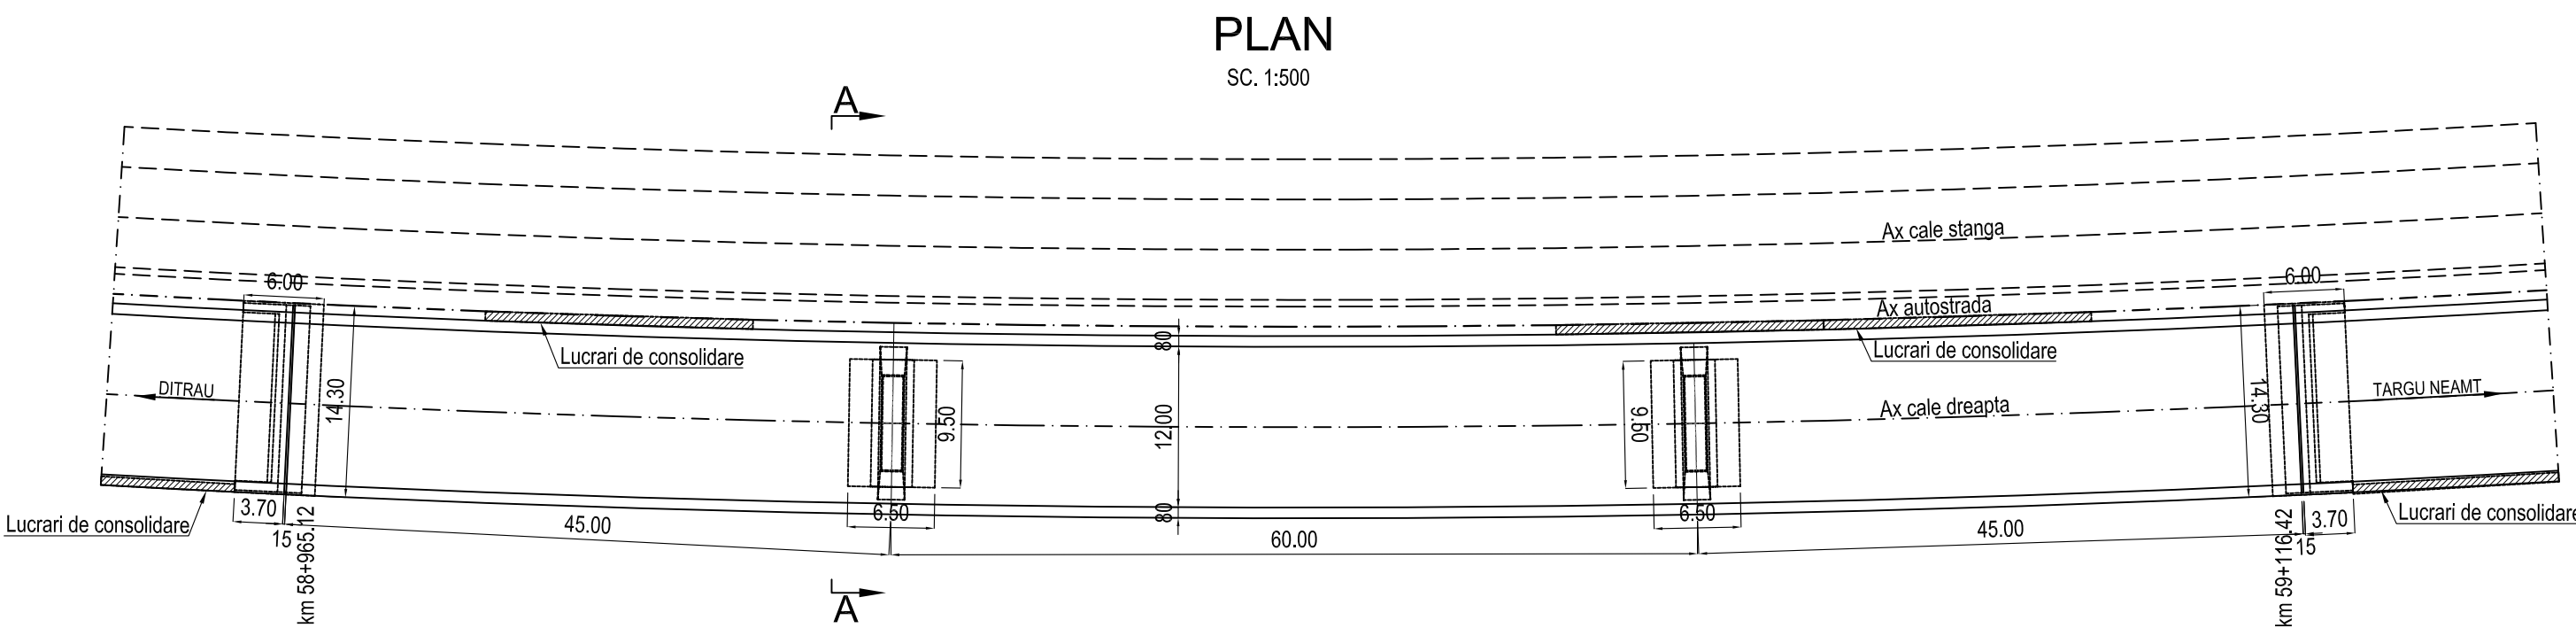 PLAN
SC. 1:500
A
Ax cale stanga
6.00
6.00
Ax autostrada
80
Lucrari de consolidare
Lucrari de consolidare
DITRAU
14.30
9.50
12.00
9.50
Ax cale dreapta
14.30
TARGU NEAMT
Lucrari de consolidare
3.70
15
km 58+965.12
45.00
6.50
80
60.00
6.50
45.00
km 59+116.42
15
3.70
Lucrari de consolidare
A